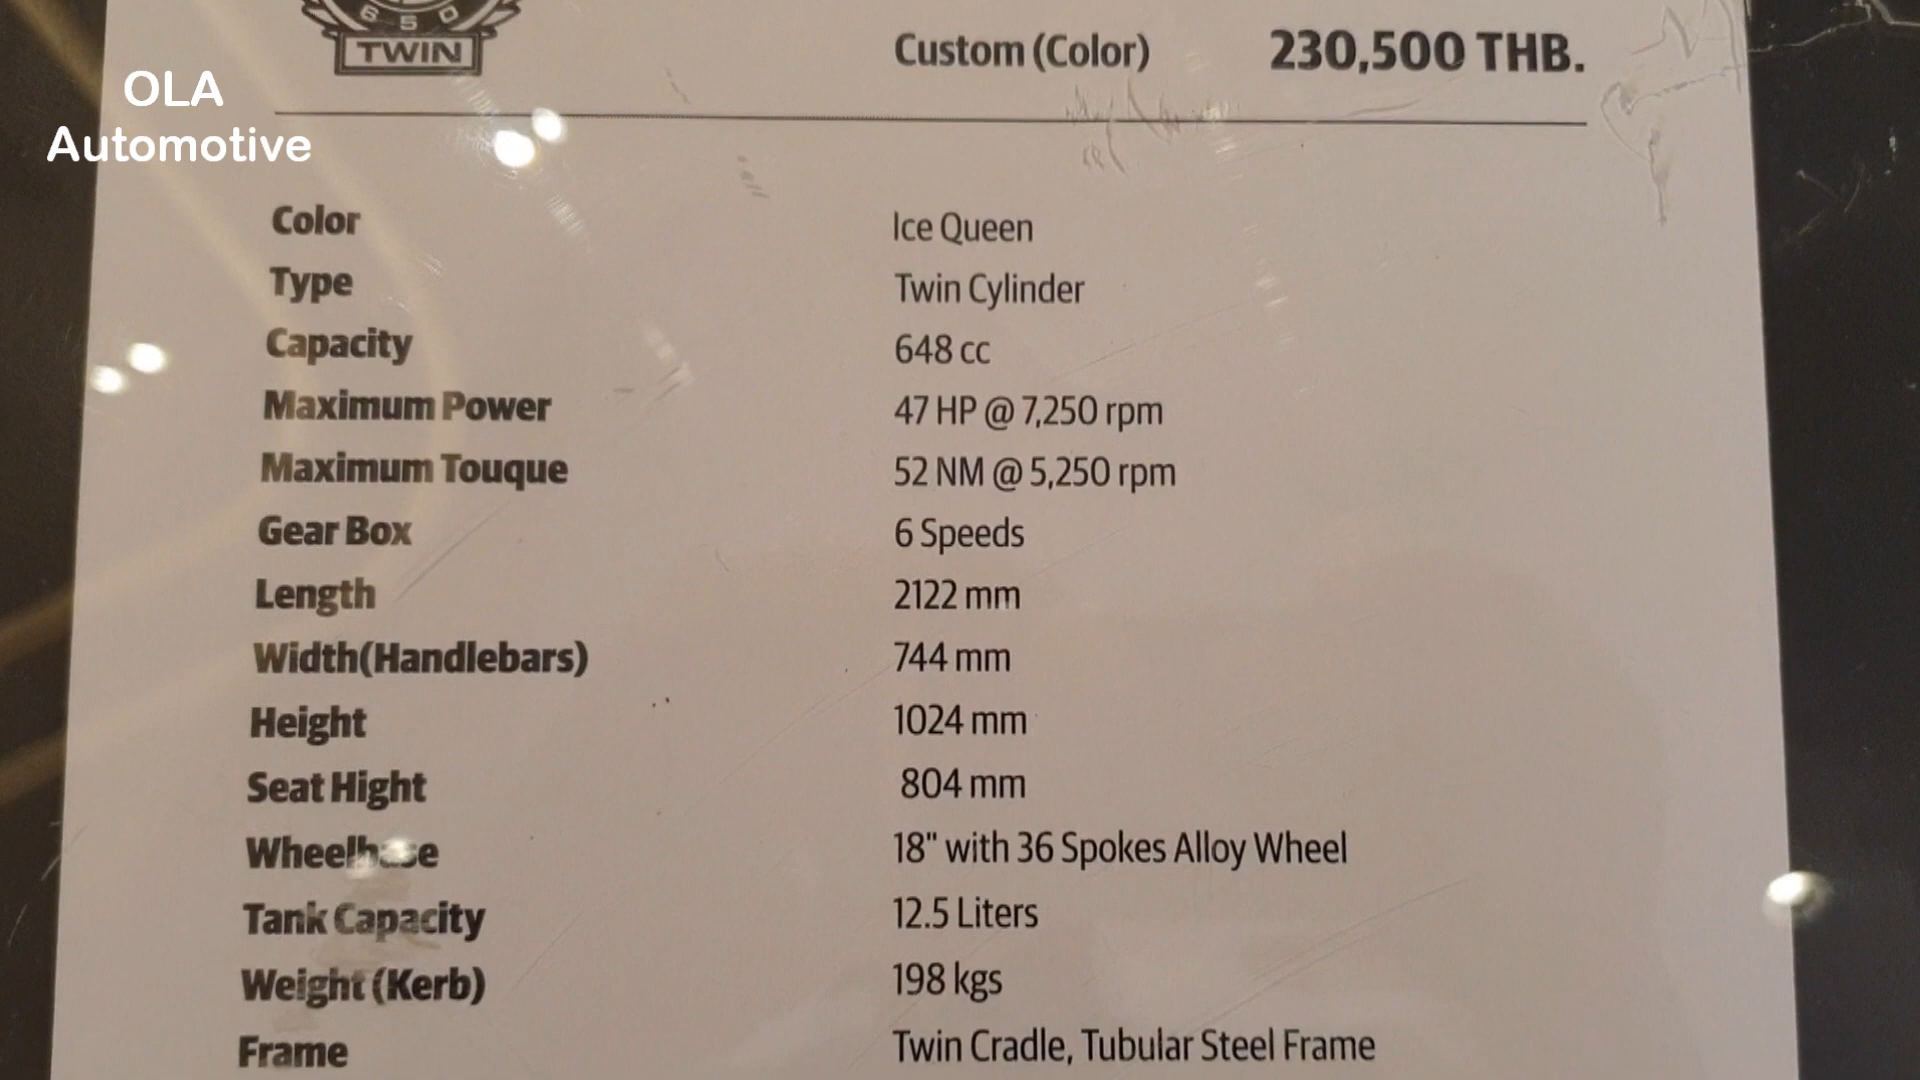 650
TWIN
Custom (Color) 230,500 THB.
OLA
Automotive
Color Ice Queen
Type Twin Cylinder
Capacity 648 cc
Maximum Power 47 HP @ 7,250 rpm
Maximum Touque 52 NM @ 5,250 rpm
Gear Box 6 Speeds
Length 2122 mm
Width(Handlebars) 744 mm
Height 1024 mm
Seat Hight 804 mm
Wheelbase 18" with 36 Spokes Alloy Wheel
Tank Capacity 12.5 Liters
Weight (Kerb) 198 kgs
Frame Twin Cradle, Tubular Steel Frame